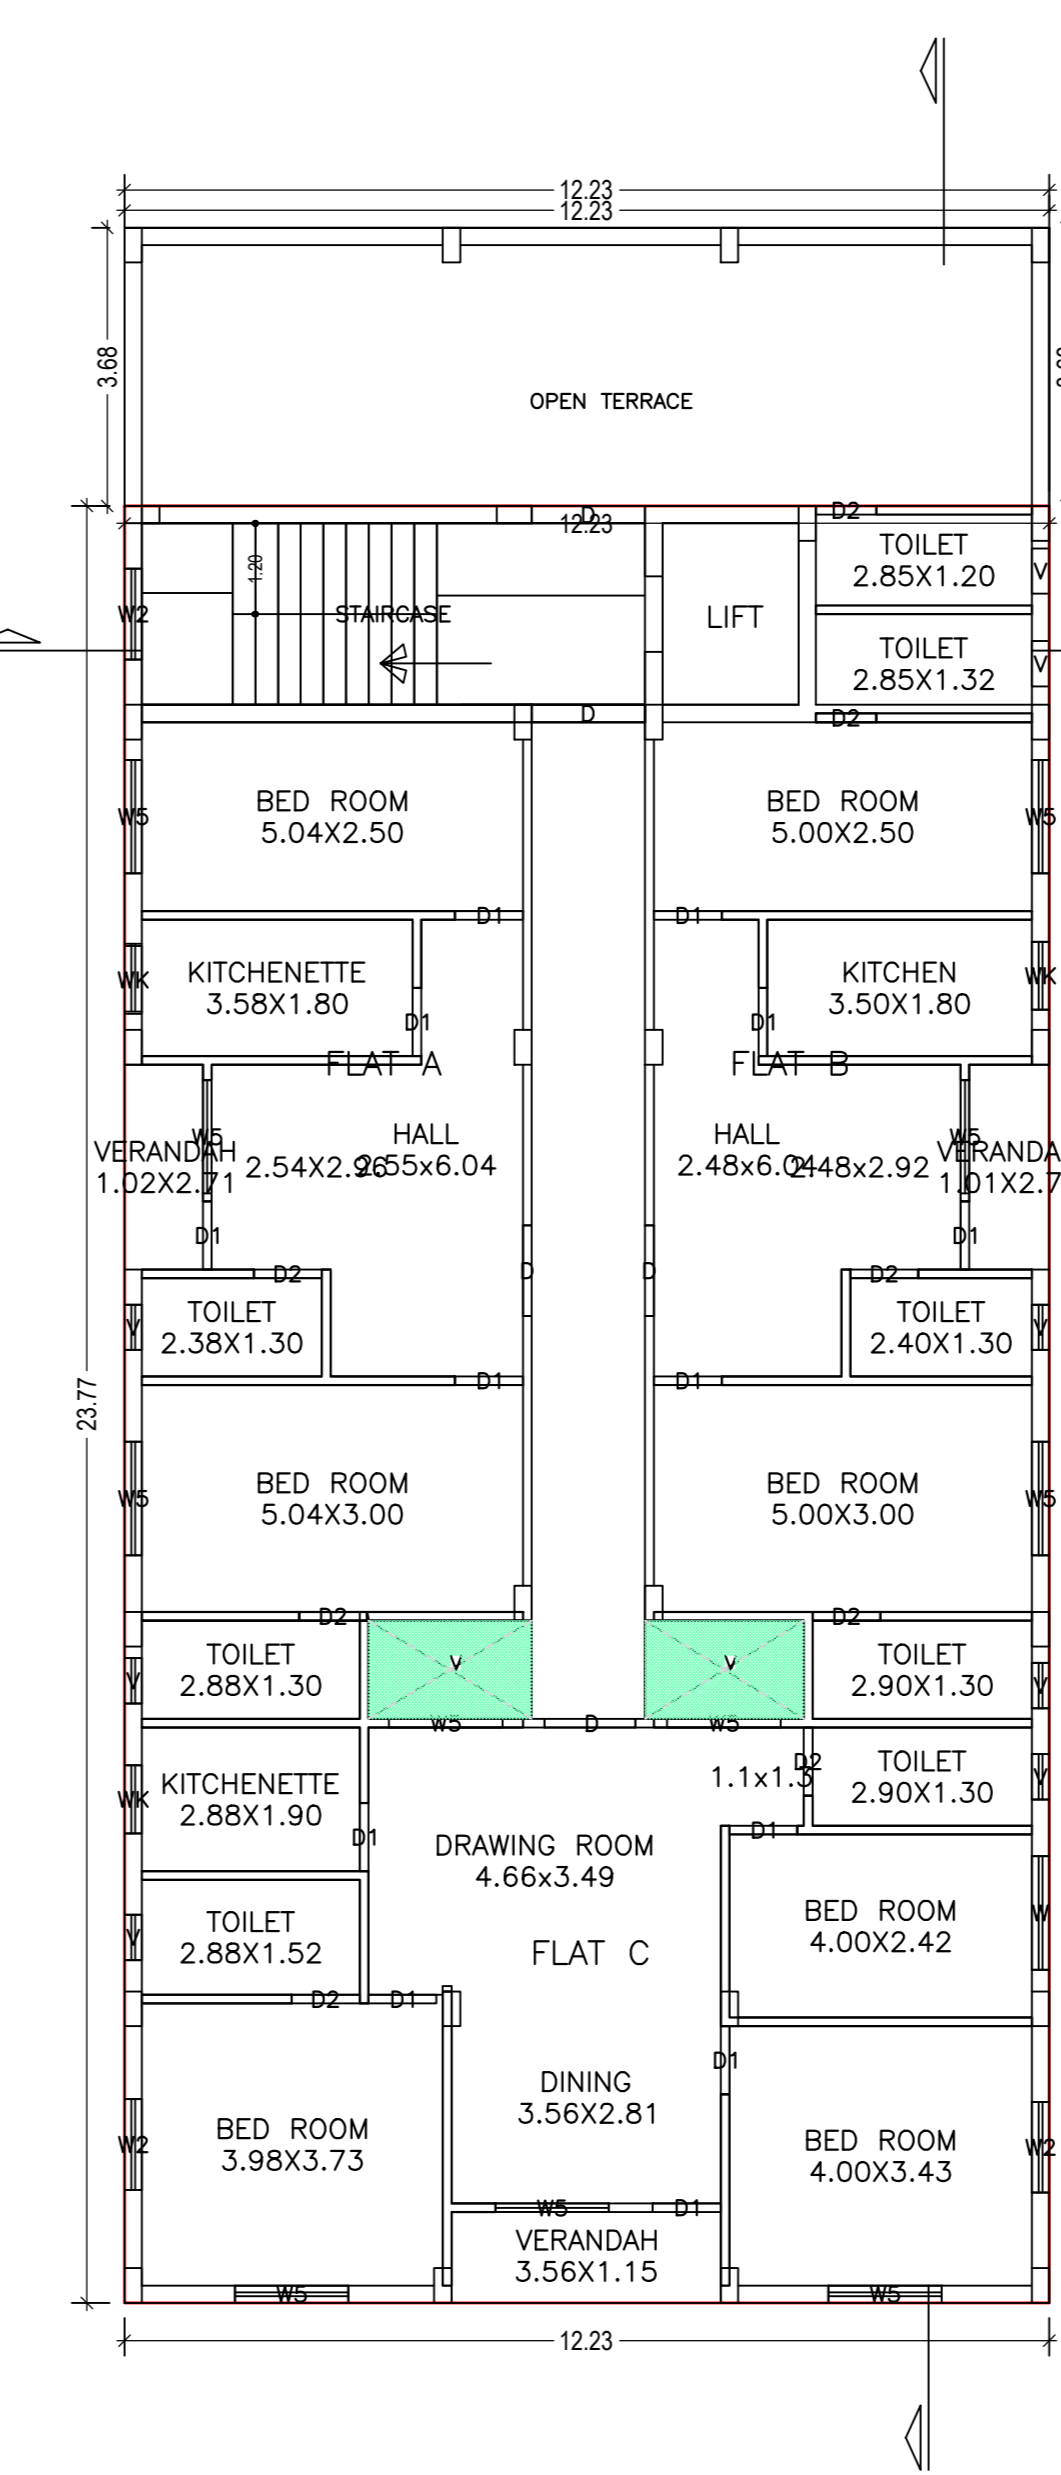 12.23
12.23
3.68
OPEN TERRACE
D
D2
12.23
TOILET
2.85X1.20
V
1.20
W2
STAIRCASE
LIFT
TOILET
2.85X1.32
V
D
D2
BED ROOM
5.04X2.50
BED ROOM
5.00X2.50
W5
W5
D1
D1
KITCHENETTE
3.58X1.80
KITCHEN
3.50X1.80
WK
WK
D1
D1
FLAT A
FLAT B
HALL
2.55x6.04
HALL
2.48x6.04
W5
W5
VERANDAH
1.02X2.71
2.54X2.96
2.48x2.92
VERANDA
1.01X2.7
D1
D1
D2
D
D
D2
TOILET
2.38X1.30
TOILET
2.40X1.30
V
V
D1
D1
23.77
BED ROOM
5.04X3.00
BED ROOM
5.00X3.00
W5
W5
D2
D2
TOILET
2.88X1.30
V
V
V
TOILET
2.90X1.30
V
W5
D
W5
KITCHENETTE
2.88X1.90
WK
1.1x1.3
D2
TOILET
2.90X1.30
V
D1
D1
DRAWING ROOM
4.66x3.49
TOILET
2.88X1.52
V
BED ROOM
4.00X2.42
W
FLAT C
D2
D1
D1
DINING
3.56X2.81
BED ROOM
3.98X3.73
W2
BED ROOM
4.00X3.43
W2
W5
D1
VERANDAH
3.56X1.15
W5
W5
12.23